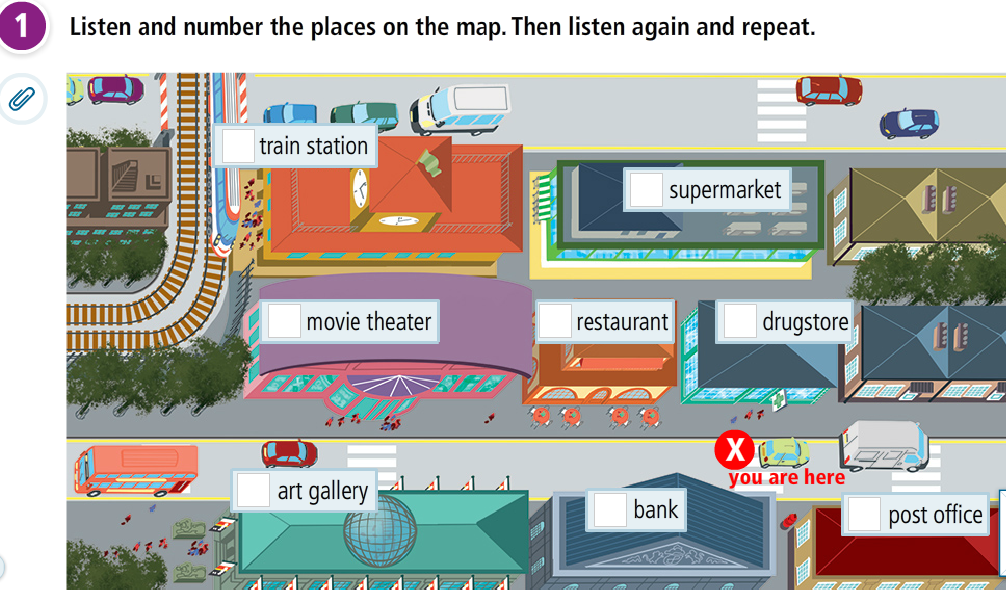 1 Listen and number the places on the map. Then listen again and repeat.
train station
supermarket
movie theater
restaurant
drugstore
X
you are here
art gallery
bank
post office